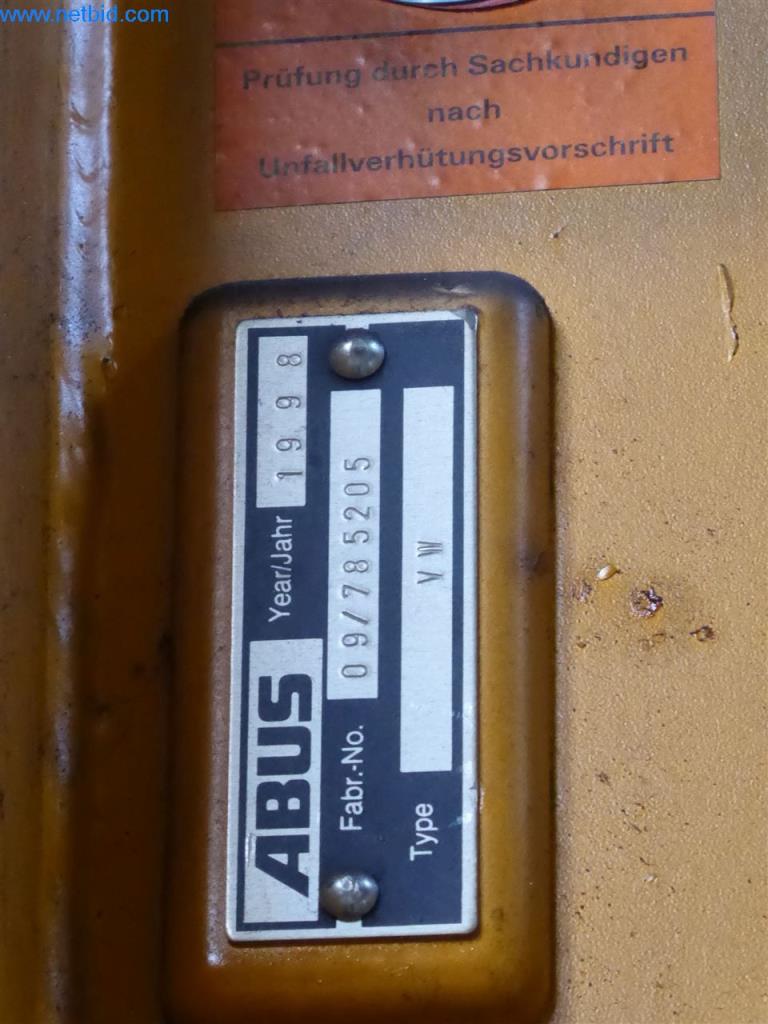 www.netbid.com
Prüfung durch Sachkundigen
nach
Unfallverhütungsvorschrift
ABUS Year/Jahr 1998
Fabr.-No. 09/785205
Type VW